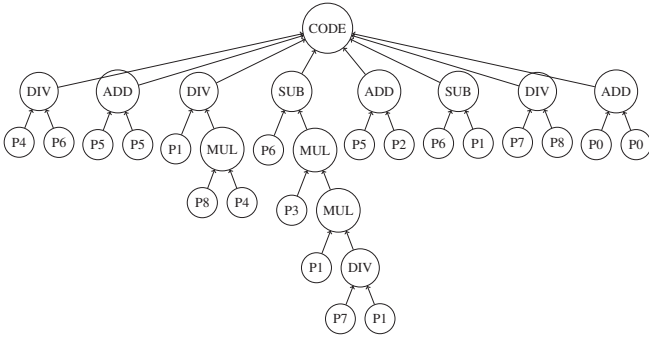 CODE
DIV ADD DIV SUB ADD SUB DIV ADD
P4 P6 P5 P5 P1 MUL P6 MUL P5 P2 P6 P1 P7 P8 P0 P0
P8 P4 P3 MUL
P1 DIV
P7 P1